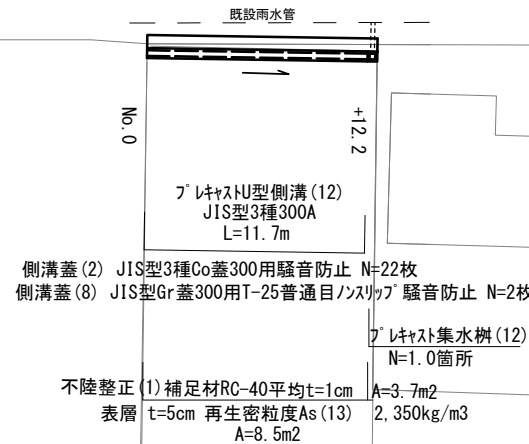 既設雨水管
No.0
+12.2
プレキャストU型側溝(12)
JIS型3種300A
L=11.7m
側溝蓋(2) JIS型3種Co蓋300用騒音防止 N=22枚
側溝蓋(8) JIS型Gr蓋300用T-25普通目ノンスリップ騒音防止 N=2枚
プレキャスト集水桝(12)
N=1.0箇所
不陸整正(1)補足材RC-40平均t=1cm A=3.7m2
表層 t=5cm 再生密粒度As(13) 2,350kg/m3
A=8.5m2